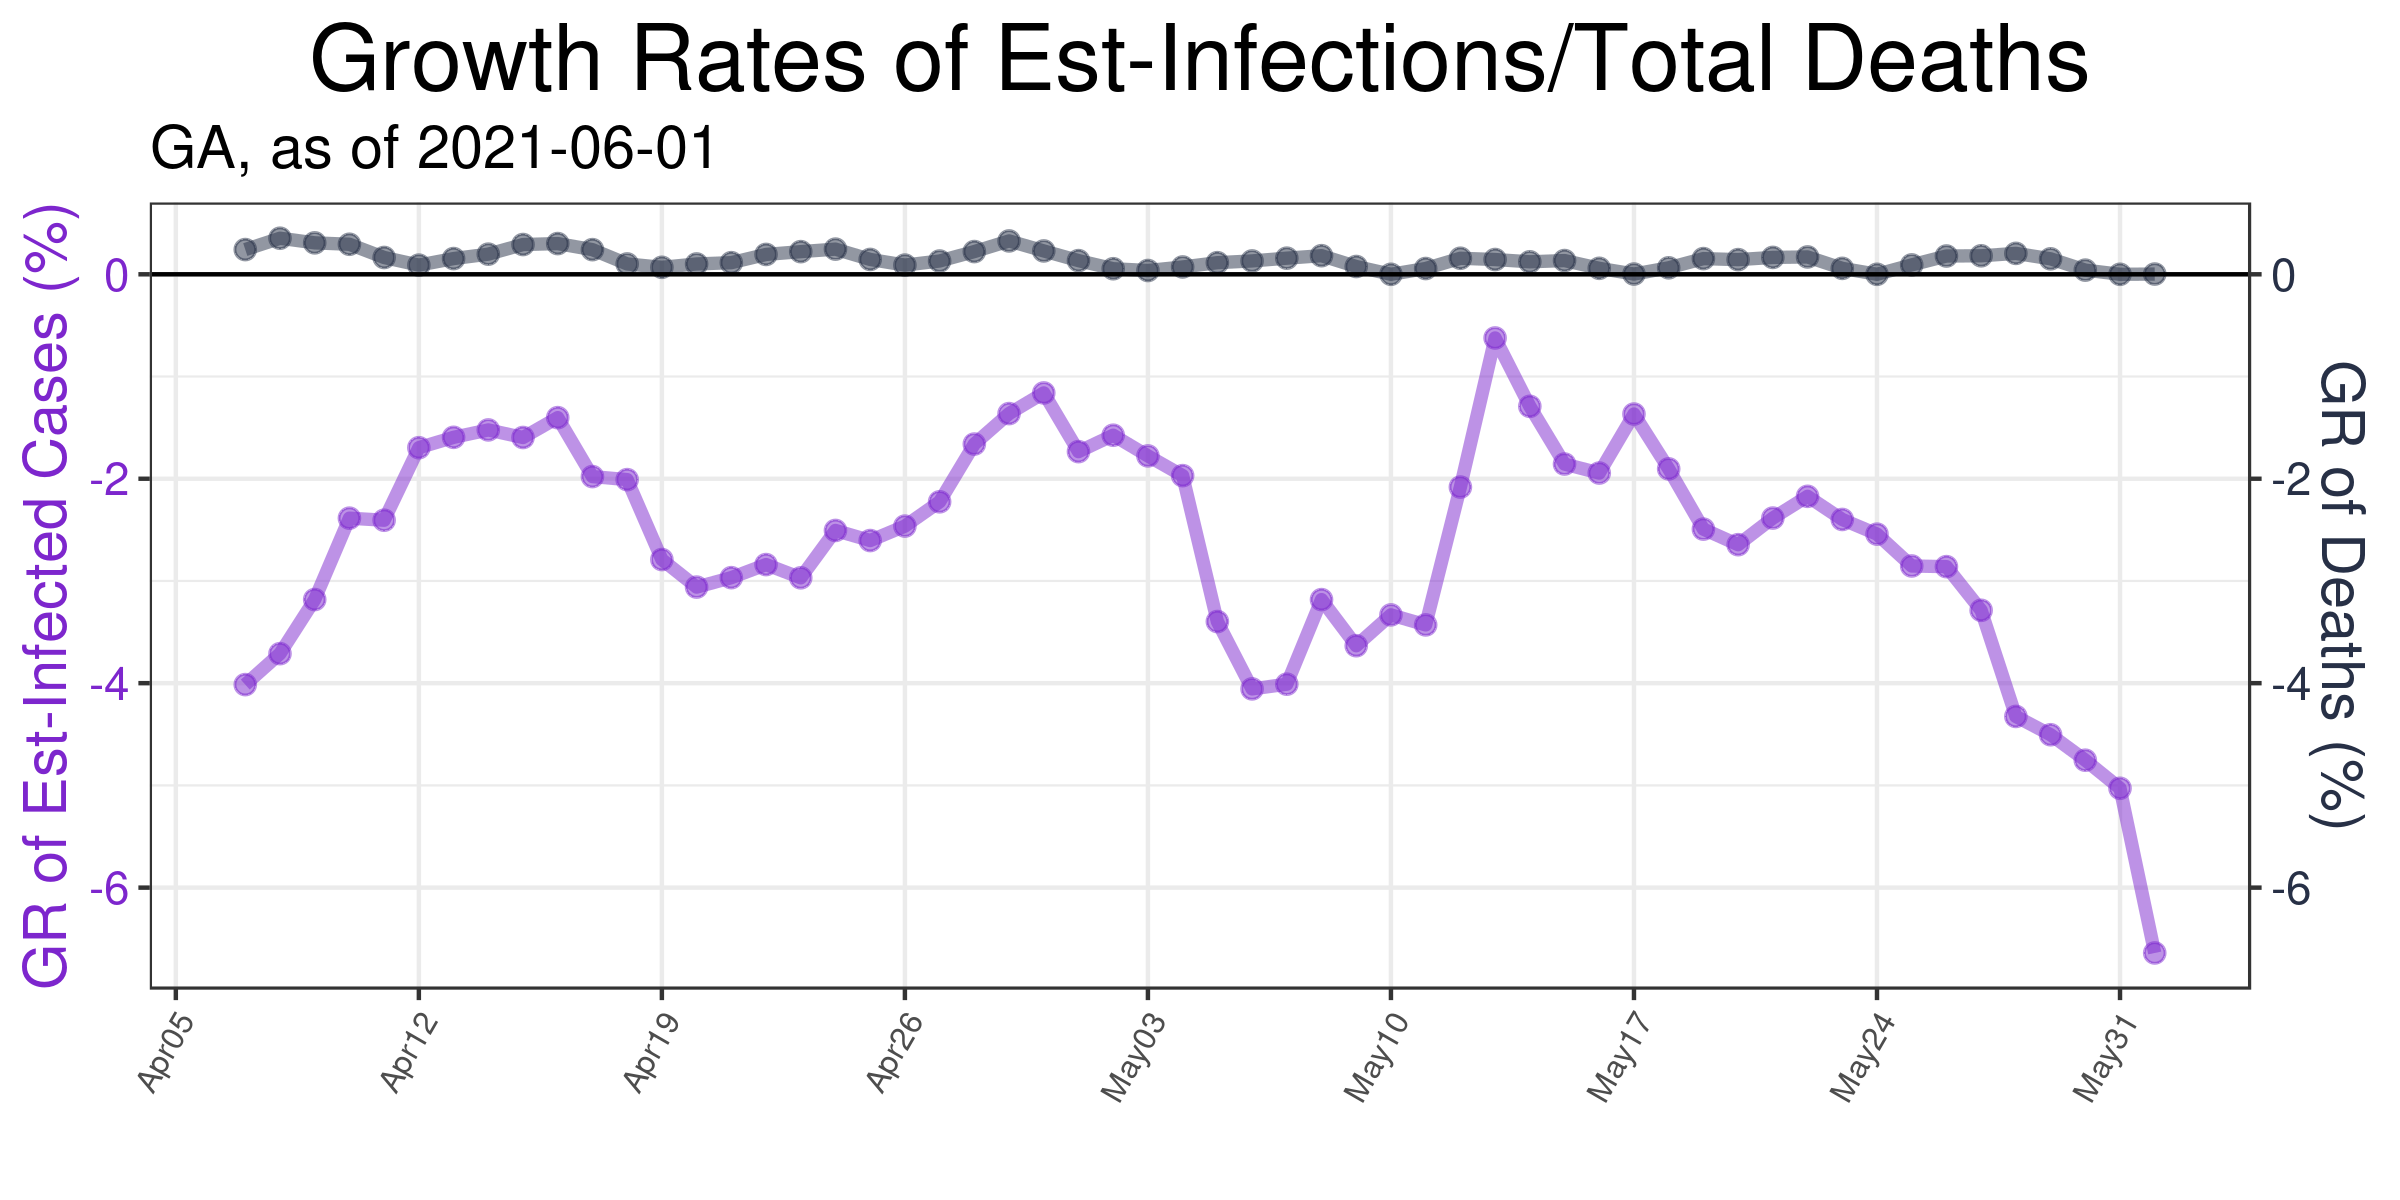 Growth Rates of Est-Infections/Total Deaths
GA, as of 2021-06-01
GR of Est-Infected Cases (%)
0
-2
-4
-6
0
-2
-4
-6
GR of Deaths (%)
Apr05
Apr12
Apr19
Apr26
May03
May10
May17
May24
May31